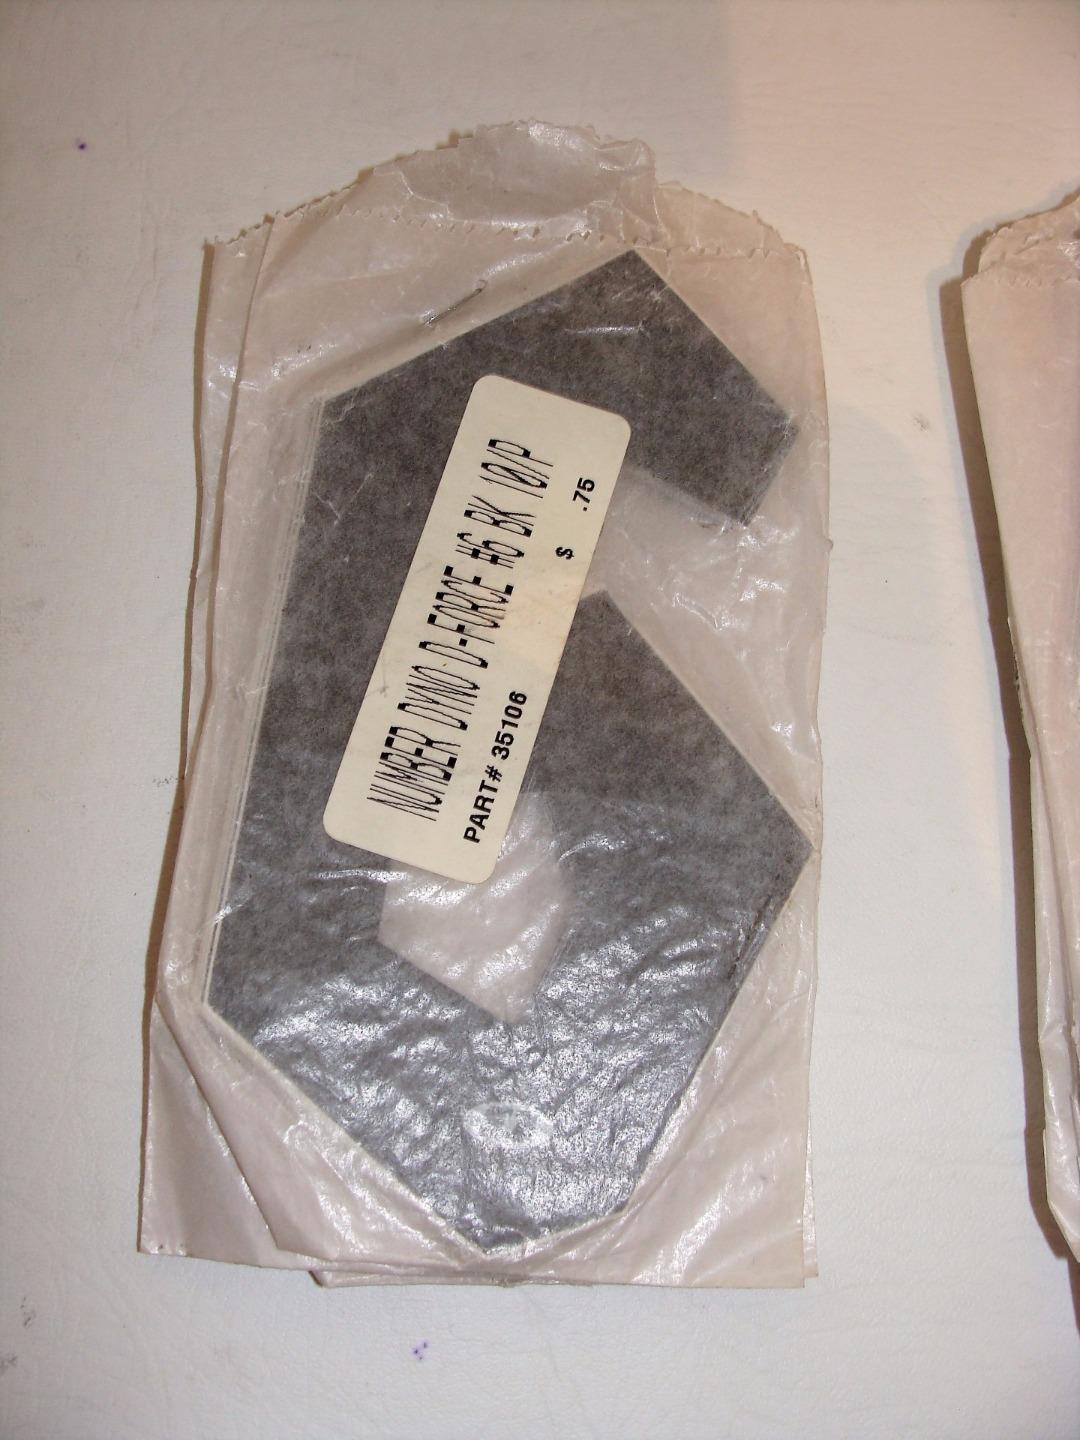 NUMBER DYNO D-FORCE #6 BK 10/P
PART# 35106 $ .75